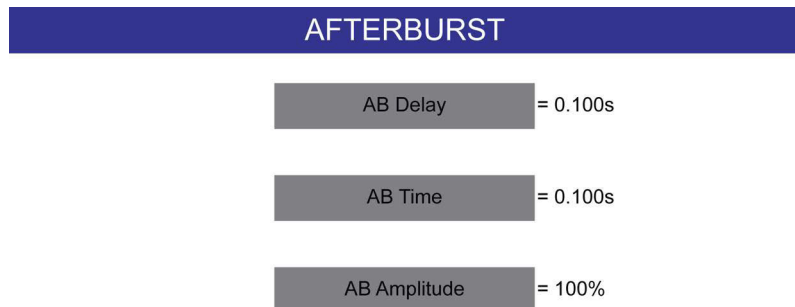 AFTERBURST
AB Delay = 0.100s
AB Time = 0.100s
AB Amplitude = 100%